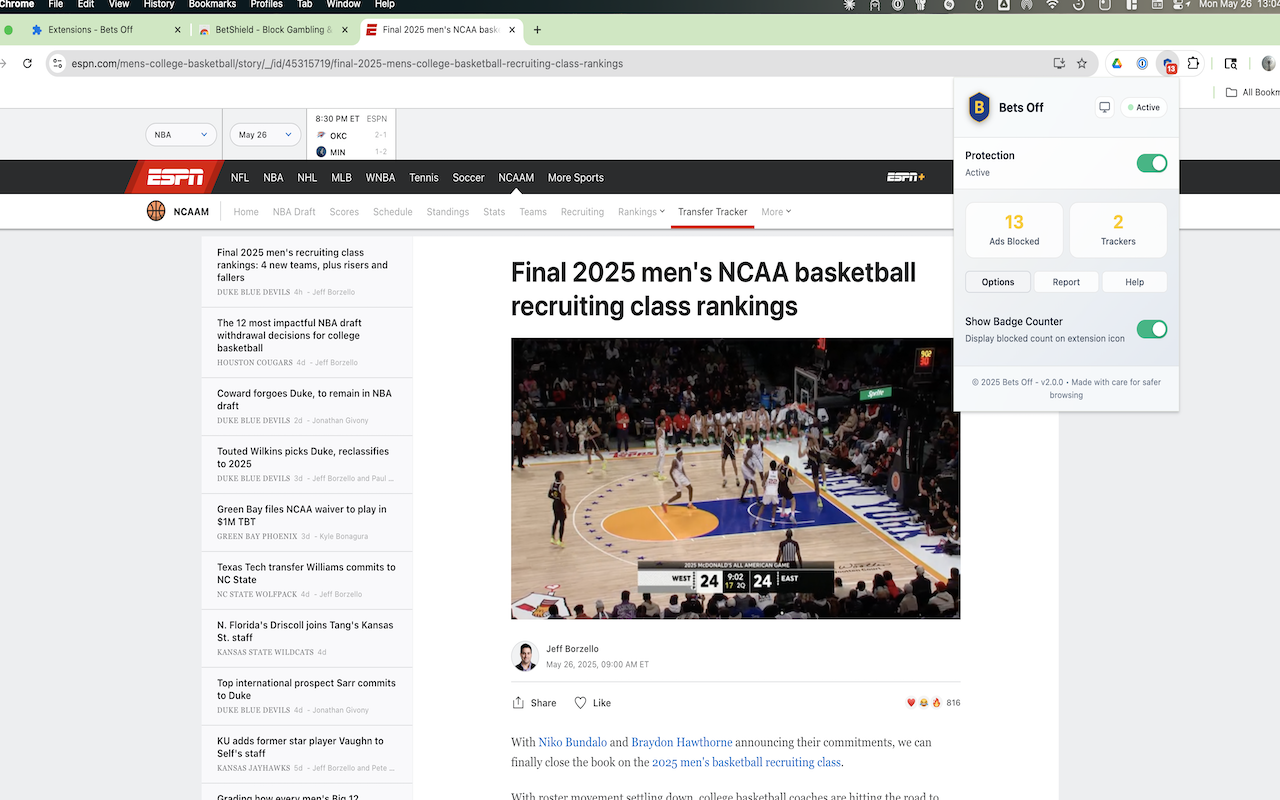 Chrome File Edit View History Bookmarks Profiles Tab Window Help
Mon May 26 13:04
Extensions - Bets Off
BetShield - Block Gambling &
Final 2025 men's NCAA bask
espn.com/mens-college-basketball/story/_/id/45315719/final-2025-mens-college-basketball-recruiting-class-rankings
13
All Bookm
NBA
May 26
8:30 PM ET ESPN
OKC 2-1
MIN 1-2
ESPN NFL NBA NHL MLB WNBA Tennis Soccer NCAAM More Sports ESPN+
NCAAM Home NBA Draft Scores Schedule Standings Stats Teams Recruiting Rankings Transfer Tracker More
Final 2025 men's recruiting class
rankings: 4 new teams, plus risers and
fallers
DUKE BLUE DEVILS 4h - Jeff Borzello
The 12 most impactful NBA draft
withdrawal decisions for college
basketball
HOUSTON COUGARS 4d - Jeff Borzello
Coward forgoes Duke, to remain in NBA
draft
DUKE BLUE DEVILS 2d - Jonathan Givony
Touted Wilkins picks Duke, reclassifies
to 2025
DUKE BLUE DEVILS 3d - Jeff Borzello and Paul ...
Green Bay files NCAA waiver to play in
$1M TBT
GREEN BAY PHOENIX 3d - Kyle Bonagura
Texas Tech transfer Williams commits to
NC State
NC STATE WOLFPACK 4d - Jeff Borzello
N. Florida's Driscoll joins Tang's Kansas
St. staff
KANSAS STATE WILDCATS 4d
Top international prospect Sarr commits
to Duke
DUKE BLUE DEVILS 4d - Jonathan Givony
KU adds former star player Vaughn to
Self's staff
KANSAS JAYHAWKS 5d - Jeff Borzello and Pete ...
Grading how every men's Big 12
Final 2025 men's NCAA basketball
recruiting class rankings
Sprite
NEW YORK
2025 McDONALD'S ALL AMERICAN GAME
WEST 24 9:02 17 2Q 24 EAST
Jeff Borzello
May 26, 2025, 09:00 AM ET
Share Like 816
With Niko Bundalo and Braydon Hawthorne announcing their commitments, we can
finally close the book on the 2025 men's basketball recruiting class.
With roster movement settling down, college basketball coaches are hitting the road to
B Bets Off Active
Protection
Active
13 2
Ads Blocked Trackers
Options Report Help
Show Badge Counter
Display blocked count on extension icon
© 2025 Bets Off - v2.0.0 • Made with care for safer
browsing